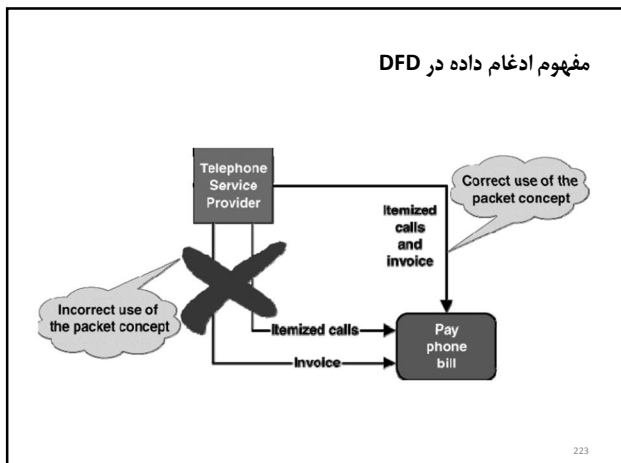 مفهوم ادغام داده در DFD
Telephone
Service
Provider
Correct use of the
packet concept
Itemized
calls
and
invoice
Incorrect use of
the packet concept
Itemized calls
Invoice
Pay
phone
bill
223